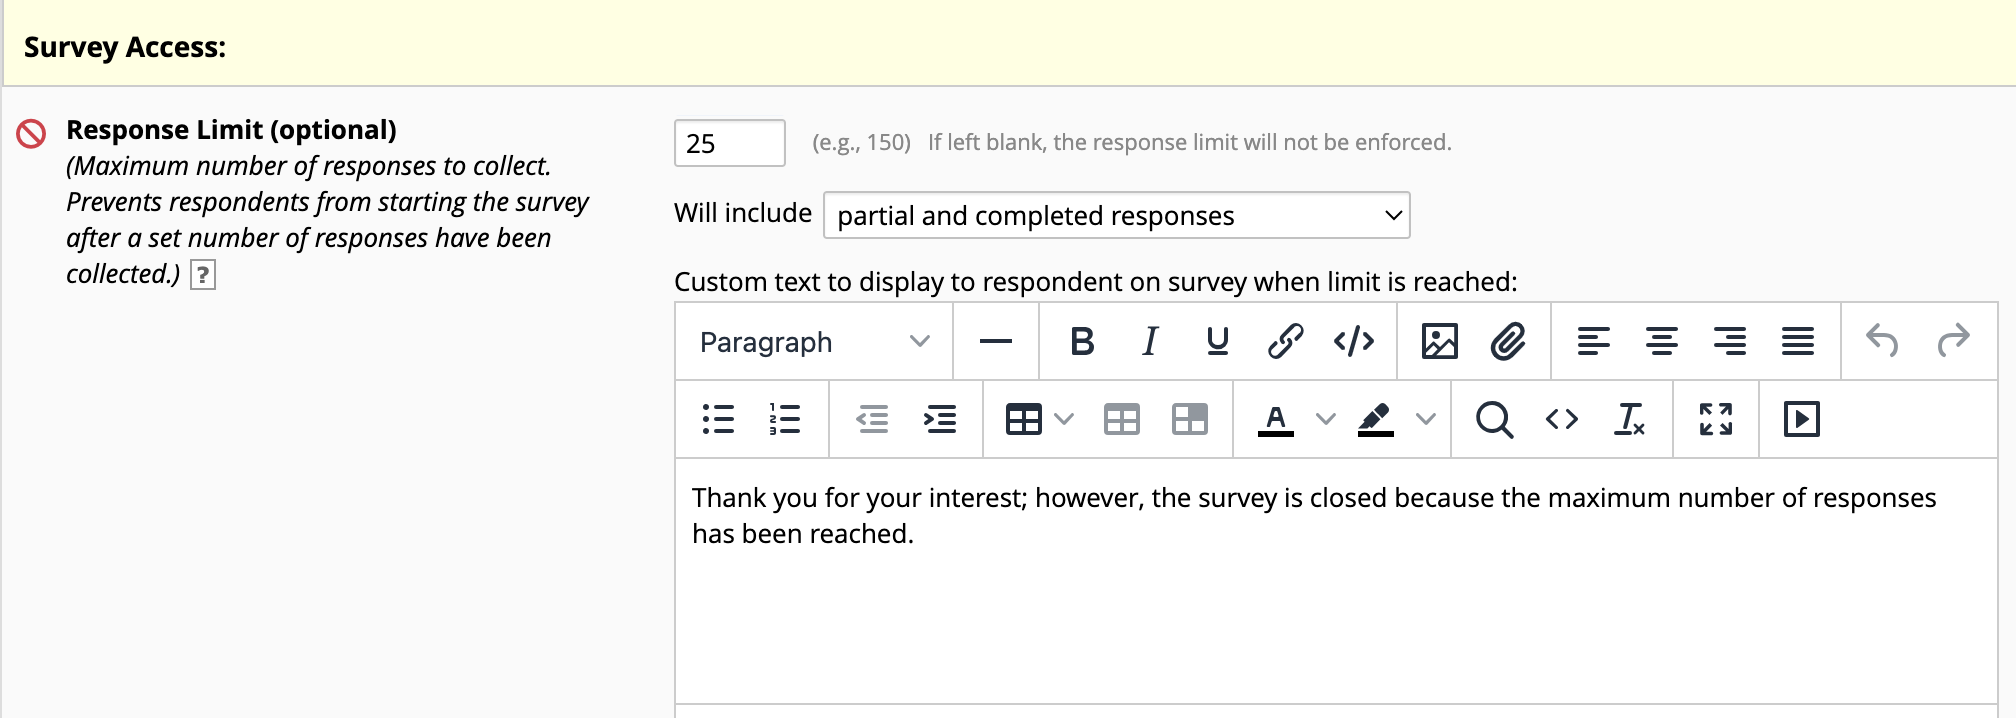 Survey Access:
Response Limit (optional)
(Maximum number of responses to collect.
Prevents respondents from starting the survey
after a set number of responses have been
collected.) ?
25 (e.g., 150) If left blank, the response limit will not be enforced.
Will include partial and completed responses
Custom text to display to respondent on survey when limit is reached:
Paragraph
Thank you for your interest; however, the survey is closed because the maximum number of responses
has been reached.